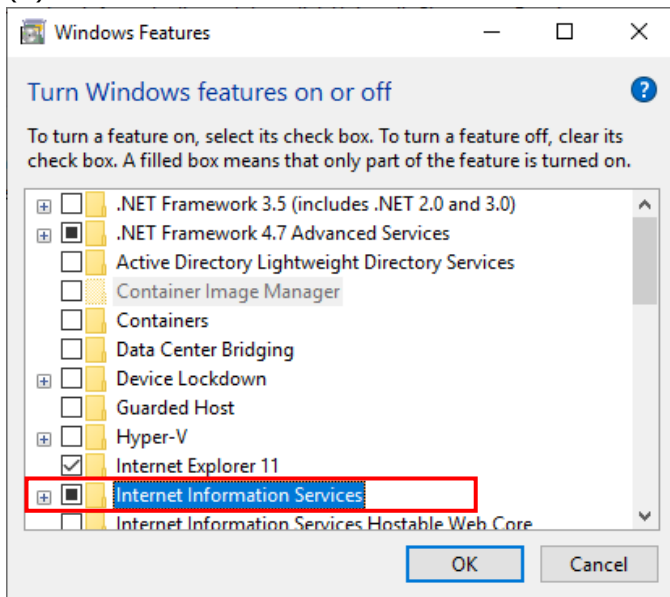 Windows Features
Turn Windows features on or off
To turn a feature on, select its check box. To turn a feature off, clear its
check box. A filled box means that only part of the feature is turned on.
.NET Framework 3.5 (includes .NET 2.0 and 3.0)
.NET Framework 4.7 Advanced Services
Active Directory Lightweight Directory Services
Container Image Manager
Containers
Data Center Bridging
Device Lockdown
Guarded Host
Hyper-V
Internet Explorer 11
Internet Information Services
Internet Information Services Hostable Web Core
OK
Cancel